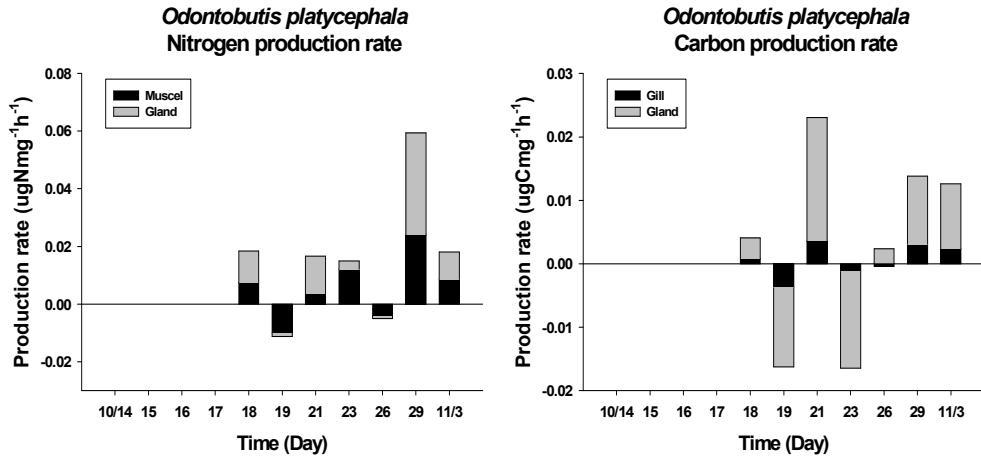 Odontobutis platycephala
Nitrogen production rate
0.08
0.06
0.04
0.02
0.00
-0.02
Production rate (ugNmg-1h-1)
Muscel
Gland
10/14 15 16 17 18 19 21 23 26 29 11/3
Time (Day)
Odontobutis platycephala
Carbon production rate
0.03
0.02
0.01
0.00
-0.01
-0.02
Production rate (ugCmg-1h-1)
Gill
Gland
10/14 15 16 17 18 19 21 23 26 29 11/3
Time (Day)